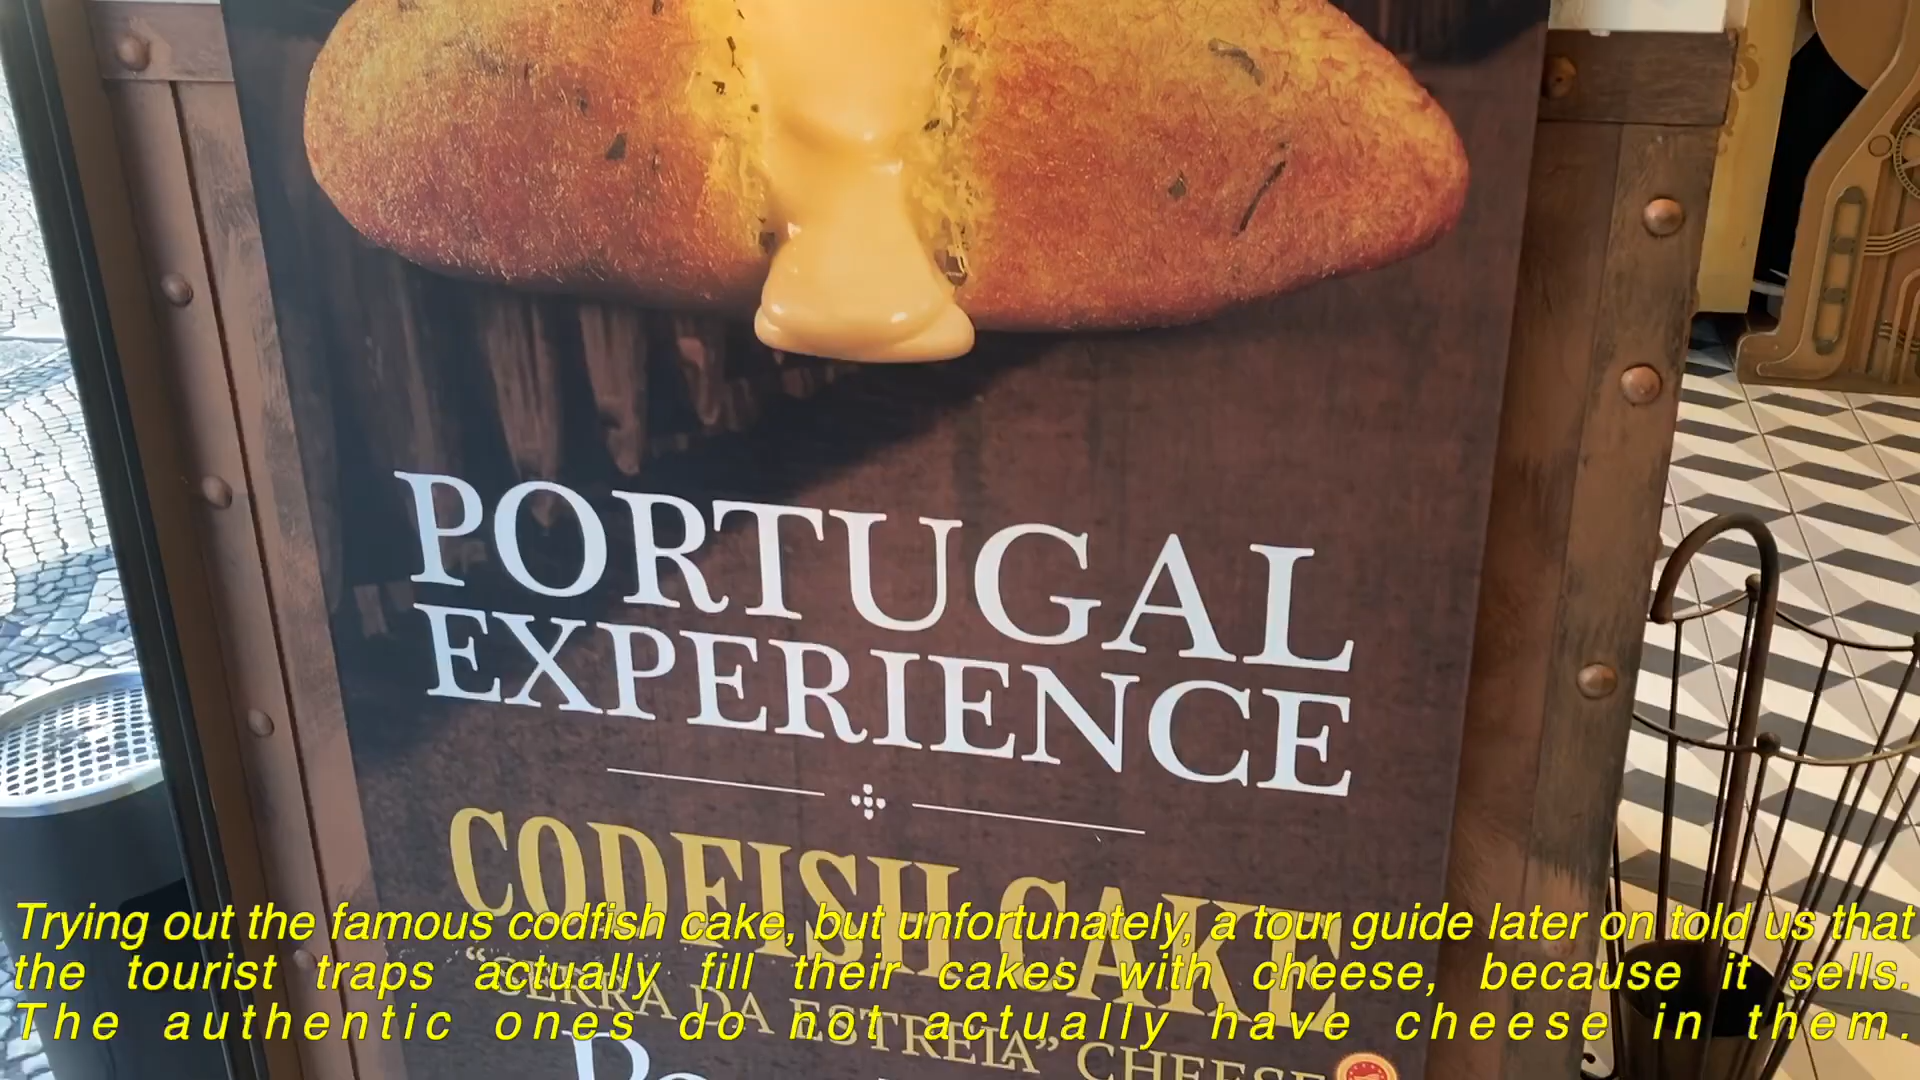 PORTUGAL
EXPERIENCE
CODFISH CAKE
"SERRA DA ESTRELA" CHEESE
Trying out the famous codfish cake, but unfortunately, a tour guide later on told us that
the tourist traps actually fill their cakes with cheese, because it sells.
The authentic ones do not actually have cheese in them.